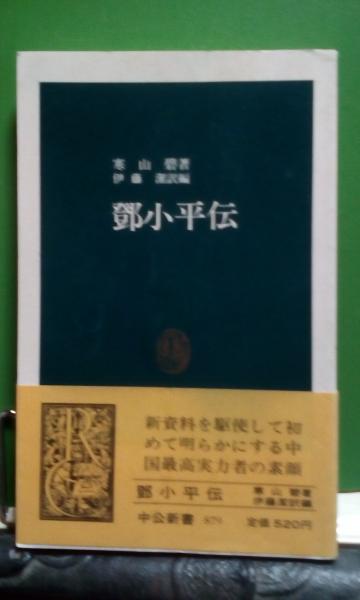 寒山碧著
伊藤潔訳編
鄧小平伝
新資料を駆使して初
めて明らかにする中
国最高実力者の素顔
鄧小平伝
寒山碧著
伊藤潔訳編
中公新書 879 定価 520円